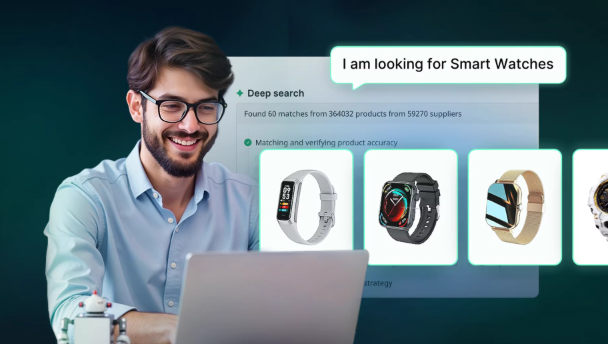 I am looking for Smart Watches
Deep search
Found 60 matches from 364032 products from 59270 suppliers
Matching and verifying product accuracy
strategy